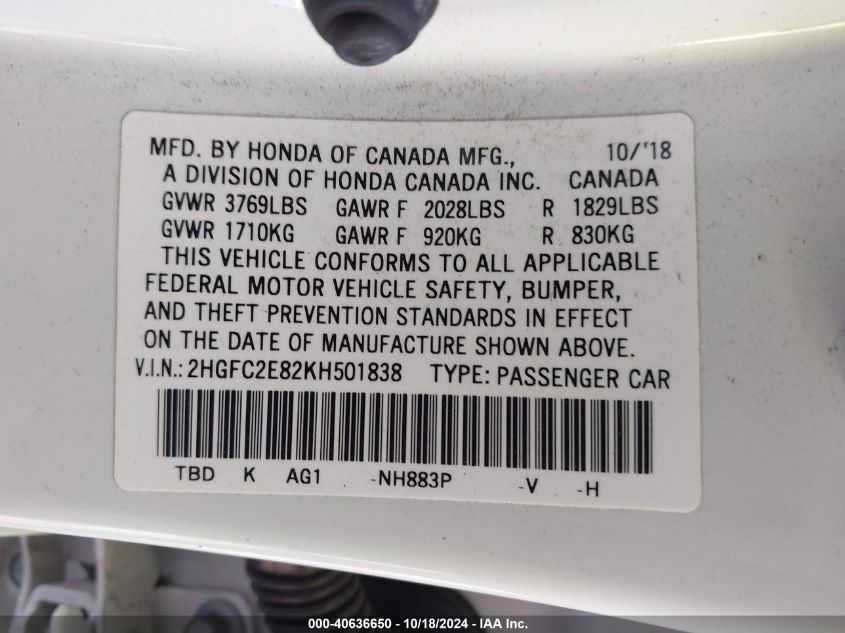 MFD. BY HONDA OF CANADA MFG., 10/'18
A DIVISION OF HONDA CANADA INC. CANADA
GVWR 3769LBS GAWR F 2028LBS R 1829LBS
GVWR 1710KG GAWR F 920KG R 830KG
THIS VEHICLE CONFORMS TO ALL APPLICABLE
FEDERAL MOTOR VEHICLE SAFETY, BUMPER,
AND THEFT PREVENTION STANDARDS IN EFFECT
ON THE DATE OF MANUFACTURE SHOWN ABOVE.
V.I.N.: 2HGFC2E82KH501838 TYPE: PASSENGER CAR
TBD K AG1 -NH883P -V -H
000-40636650 - 10/18/2024 - IAA Inc.